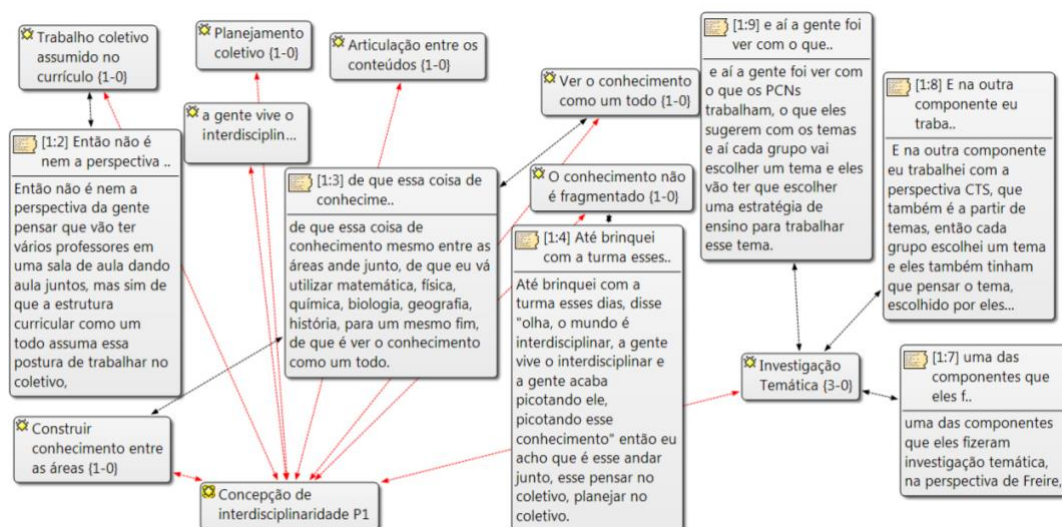 Trabalho coletivo
assumido no
currículo {1-0}
Planejamento
coletivo {1-0}
Articulação entre os
conteúdos {1-0}
a gente vive o
interdisciplin...
Ver o conhecimento
como um todo {1-0}
O conhecimento não
é fragmentado {1-0}
[1:2] Então não é
nem a perspectiva ..
Então não é nem a
perspectiva da gente
pensar que vão ter
vários professores em
uma sala de aula dando
aula juntos, mas sim de
que a estrutura
curricular como um
todo assuma essa
postura de trabalhar no
coletivo,
[1:3] de que essa coisa de
conhecime..
de que essa coisa de
conhecimento mesmo entre as
áreas ande junto, de que eu vá
utilizar matemática, física,
química, biologia, geografia,
história, para um mesmo fim,
de que é ver o conhecimento
como um todo.
[1:4] Até brinquei
com a turma esses..
Até brinquei com a
turma esses dias, disse
"olha, o mundo é
interdisciplinar, a gente
vive o interdisciplinar e
a gente acaba
picotando ele,
picotando esse
conhecimento" então eu
acho que é esse andar
junto, esse pensar no
coletivo, planejar no
coletivo.
[1:9] e aí a gente foi
ver com o que..
e aí a gente foi ver com
o que os PCNs
trabalham, o que eles
sugerem com os temas
e aí cada grupo vai
escolher um tema e eles
vão ter que escolher
uma estratégia de
ensino para trabalhar
esse tema.
[1:8] E na outra
componente eu
traba..
E na outra componente
eu trabalhei com a
perspectiva CTS, que
também é a partir de
temas, então cada
grupo escolhei um tema
e eles também tinham
que pensar o tema,
escolhido por eles...
Investigação
Temática {3-0}
[1:7] uma das
componentes que
eles f..
uma das componentes
que eles fizeram
investigação temática,
na perspectiva de Freire,
Construir
conhecimento entre
as áreas {1-0}
Concepção de
interdisciplinaridade P1